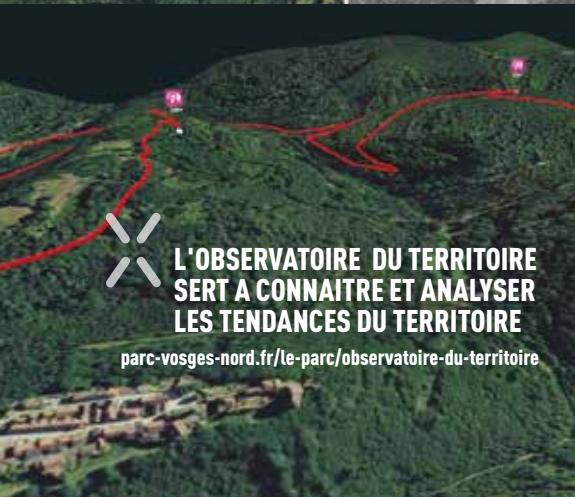 L'OBSERVATOIRE DU TERRITOIRE
SERT A CONNAITRE ET ANALYSER
LES TENDANCES DU TERRITOIRE
parc-vosges-nord.fr/le-parc/observatoire-du-territoire